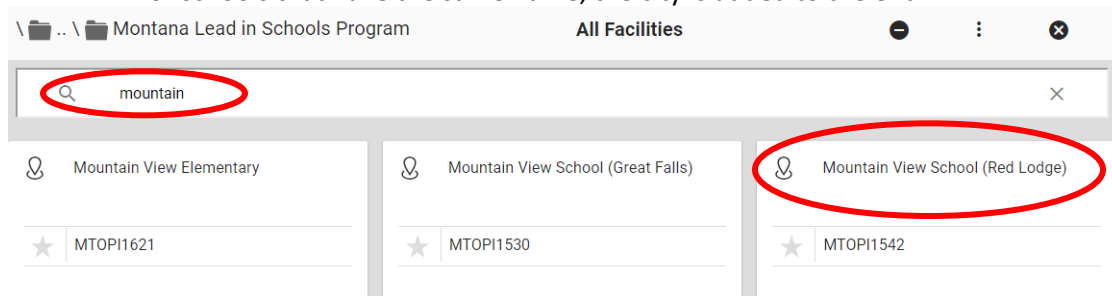 \ .. \ Montana Lead in Schools Program All Facilities
mountain
Mountain View Elementary Mountain View School (Great Falls) Mountain View School (Red Lodge)
MTOPI1621 MTOPI1530 MTOPI1542